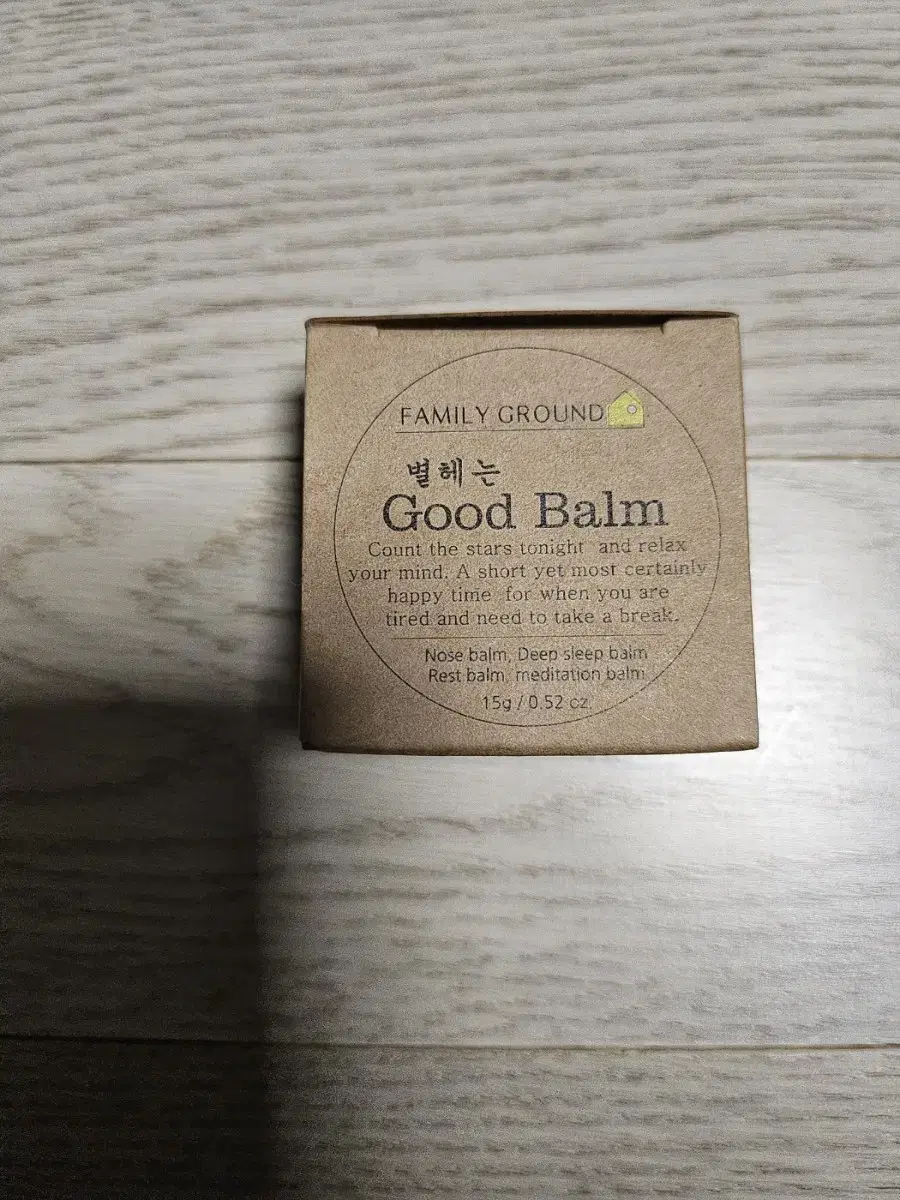 FAMILY GROUND
별헤는
Good Balm
Count the stars tonight and relax
your mind. A short yet most certainly
happy time for when you are
tired and need to take a break.
Nose balm, Deep sleep balm
Rest balm, meditation balm
15g / 0.52 oz.